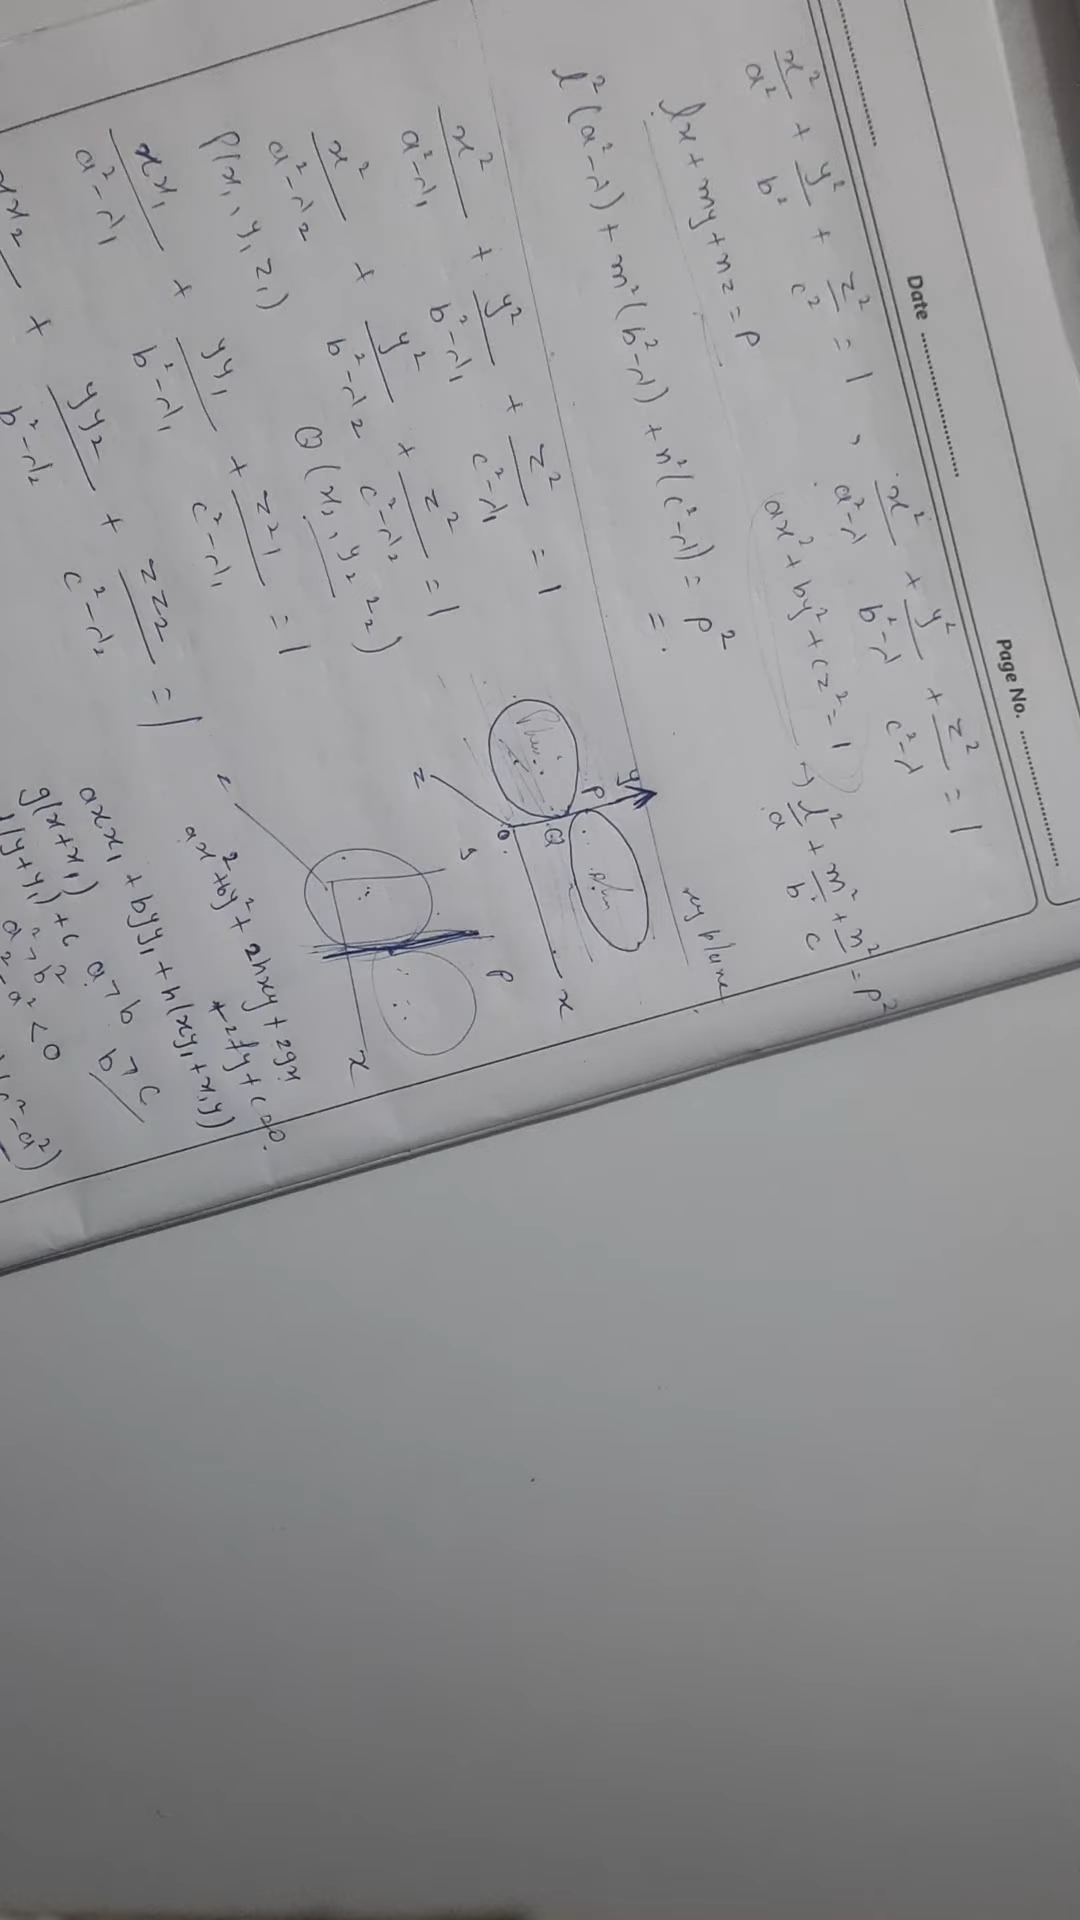 Page No. ..................
Date ..................
x²/a² + y²/b² + z²/c² = 1 , x²/a²-λ + y²/b²-λ + z²/c²-λ = 1
lx + my + nz = p
ax² + by² + cz² = 1 → l²/a + m²/b + n²/c = p²
l²(a²-λ) + m²(b²-λ) + n²(c²-λ) = p²
xy plane
x²/a²-λ₁ + y²/b²-λ₁ + z²/c²-λ₁ = 1
x²/a²-λ₂ + y²/b²-λ₂ + z²/c²-λ₂ = 1
y
P
Q
O
z
x
P(x₁, y₁ z₁)
Q(x₁, y₂ z₂)
P
x
xx₁/a²-λ₁ + yy₁/b²-λ₁ + zz₁/c²-λ₁ = 1
ax² + by² + 2hxy + 2gx
+ 2fy + c = 0.
xx₂ + yy₂/b²-λ₂ + zz₂/c²-λ₂ = 1
axx₁ + byy₁ + h(xy₁ + x₁y)
g(x+x₁)
(y+y₁) + c
a > b
b > c